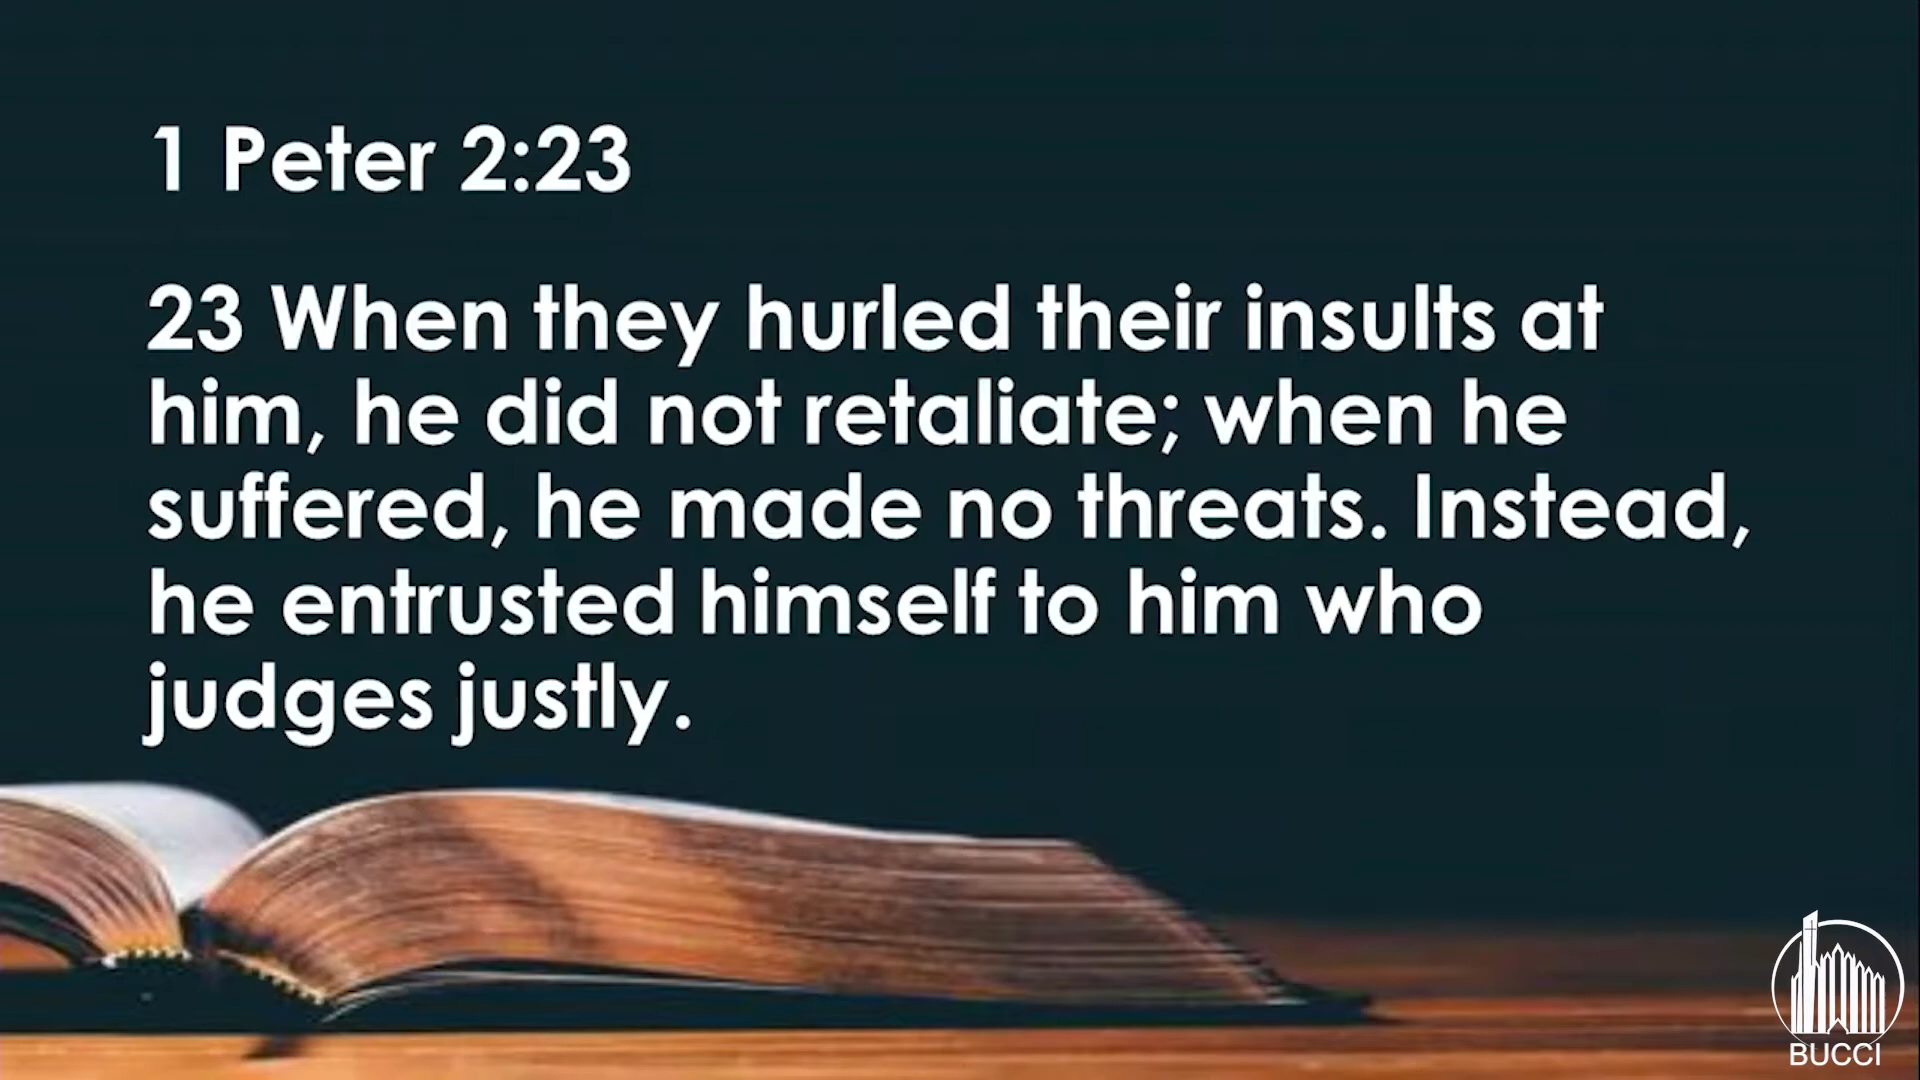 1 Peter 2:23
23 When they hurled their insults at
him, he did not retaliate; when he
suffered, he made no threats. Instead,
he entrusted himself to him who
judges justly.
BUCCI